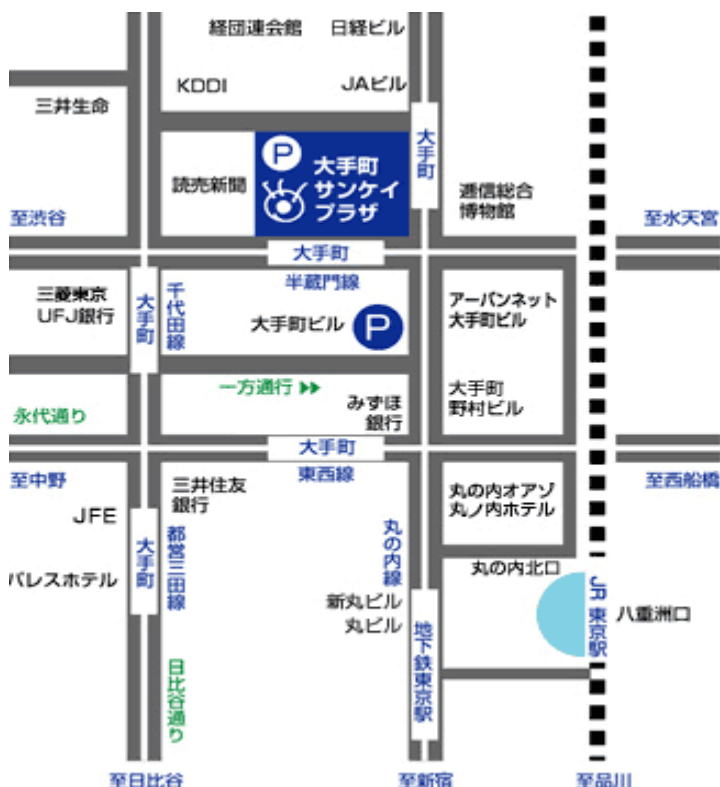 経団連会館 日経ビル
KDDI JAビル
三井生命
P
大手町
サンケイ
プラザ
大手町
読売新聞
逓信総合
博物館
至渋谷
至水天宮
大手町
半蔵門線
三菱東京
UFJ銀行
大手町
千代田線
大手町ビル P
アーバンネット
大手町ビル
一方通行
みずほ
銀行
大手町
野村ビル
永代通り
大手町
東西線
至中野
至西船橋
三井住友
銀行
JFE
大手町
都営三田線
丸の内線
丸の内オアゾ
丸ノ内ホテル
パレスホテル
丸の内北口
新丸ビル
丸ビル
地下鉄東京駅
JR東京駅
八重洲口
日比谷通り
至日比谷
至新宿
至品川